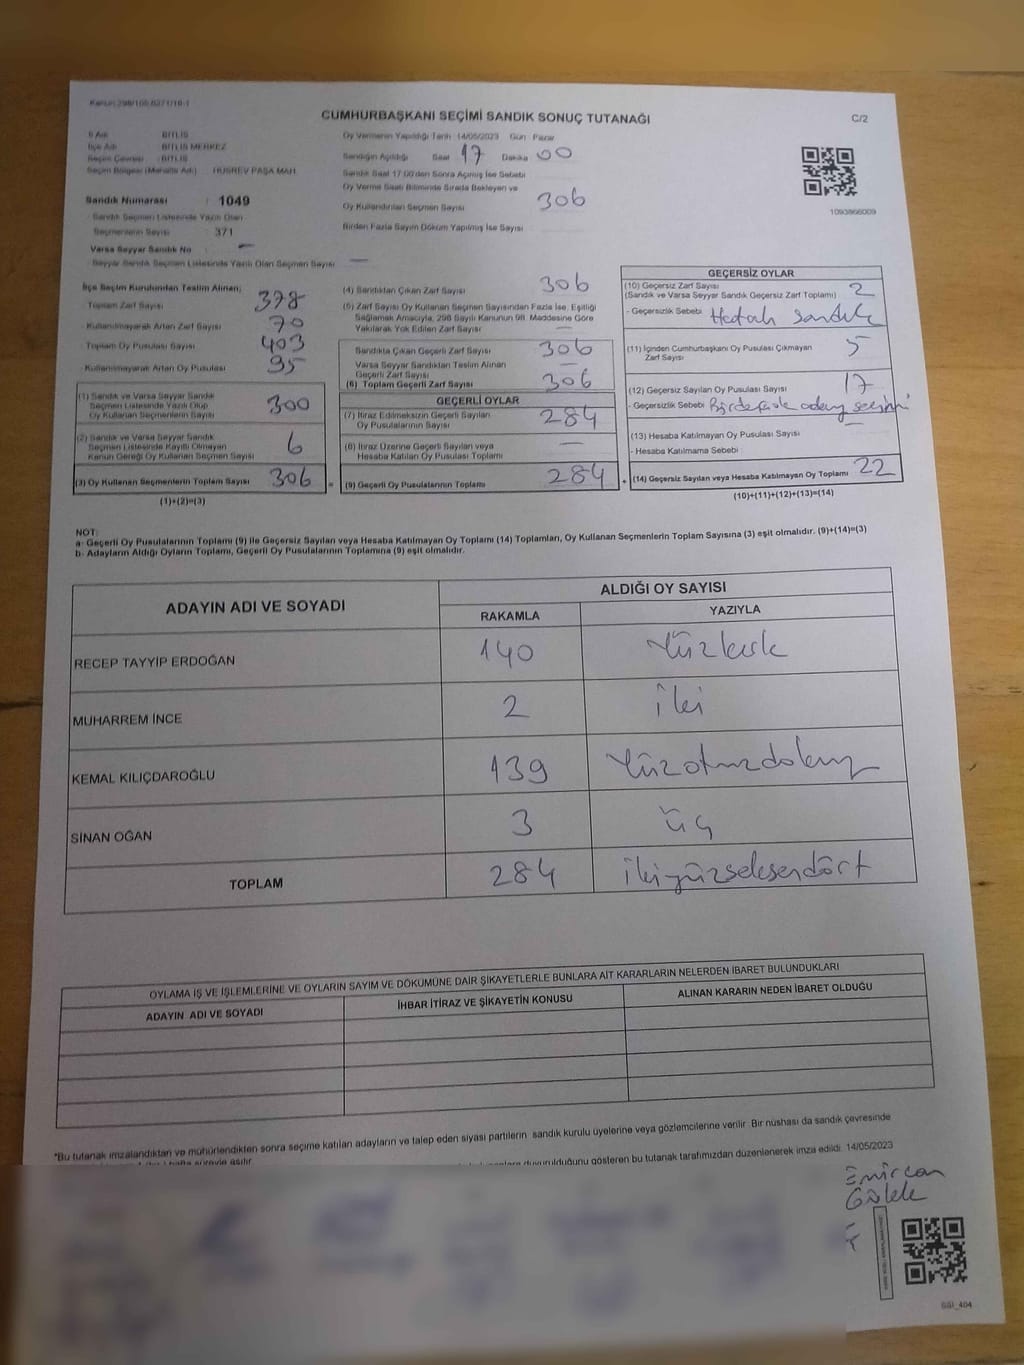 Kanun:298/105,6271/16-1
CUMHURBAŞKANI SEÇİMİ SANDIK SONUÇ TUTANAĞI
C/2
İl Adı : BİTLİS
İlçe Adı : BİTLİS MERKEZ
Seçim Çevresi : BİTLİS
Seçim Bölgesi (Mahalle Adı) : HÜSREV PAŞA MAH.
Sandık Numarası : 1049
Sandık Seçmen Listesinde Yazılı Olan
Seçmenlerin Sayısı : 371
Varsa Seyyar Sandık No : —
Seyyar Sandık Seçmen Listesinde Yazılı Olan Seçmen Sayısı —
Oy Vermenin Yapıldığı Tarih 14/05/2023 Gün Pazar
Sandığın Açıldığı Saat 17 Dakika 00
Sandık Saat 17:00'den Sonra Açılmış İse Sebebi
Oy Verme Saati Bitiminde Sırada Bekleyen ve
Oy Kullandırılan Seçmen Sayısı 306
Birden Fazla Sayım Döküm Yapılmış İse Sayısı
1093866009
İlçe Seçim Kurulundan Teslim Alınan;
Toplam Zarf Sayısı 378
Kullanılmayarak Artan Zarf Sayısı 70
Toplam Oy Pusulası Sayısı 403
Kullanılmayarak Artan Oy Pusulası 95
(1) Sandık ve Varsa Seyyar Sandık
Seçmen Listesinde Yazılı Olup
Oy Kullanan Seçmenlerin Sayısı 300
(2) Sandık ve Varsa Seyyar Sandık
Seçmen Listesinde Kayıtlı Olmayan
Kanun Gereği Oy Kullanan Seçmen Sayısı 6
(3) Oy Kullanan Seçmenlerin Toplam Sayısı 306
(1)+(2)=(3)
(4) Sandıktan Çıkan Zarf Sayısı 306
(5) Zarf Sayısı Oy Kullanan Seçmen Sayısından Fazla İse, Eşitliği
Sağlamak Amacıyla, 298 Sayılı Kanunun 98. Maddesine Göre
Yakılarak Yok Edilen Zarf Sayısı —
Sandıkta Çıkan Geçerli Zarf Sayısı 306
Varsa Seyyar Sandıktan Teslim Alınan
Geçerli Zarf Sayısı —
(6) Toplam Geçerli Zarf Sayısı 306
GEÇERLİ OYLAR
(7) İtiraz Edilmeksizin Geçerli Sayılan
Oy Pusulasının Sayısı 284
(8) İtiraz Üzerine Geçerli Sayılan veya
Hesaba Katılan Oy Pusulası Toplamı —
= (9) Geçerli Oy Pusulalarının Toplamı 284
GEÇERSİZ OYLAR
(10) Geçersiz Zarf Sayısı
(Sandık ve Varsa Seyyar Sandık Geçersiz Zarf Toplamı) 2
- Geçersizlik Sebebi Hatalı sandık
(11) İçinden Cumhurbaşkanı Oy Pusulası Çıkmayan
Zarf Sayısı 5
(12) Geçersiz Sayılan Oy Pusulası Sayısı 17
- Geçersizlik Sebebi
(13) Hesaba Katılmayan Oy Pusulası Sayısı —
- Hesaba Katılmama Sebebi
+ (14) Geçersiz Sayılan veya Hesaba Katılmayan Oy Toplamı 22
(10)+(11)+(12)+(13)=(14)
NOT:
a- Geçerli Oy Pusulalarının Toplamı (9) ile Geçersiz Sayılan veya Hesaba Katılmayan Oy Toplamı (14) Toplamları, Oy Kullanan Seçmenlerin Toplam Sayısına (3) eşit olmalıdır. (9)+(14)=(3)
b- Adayların Aldığı Oyların Toplamı, Geçerli Oy Pusulalarının Toplamına (9) eşit olmalıdır.
ADAYIN ADI VE SOYADI
ALDIĞI OY SAYISI
RAKAMLA YAZIYLA
RECEP TAYYİP ERDOĞAN 140 Yüzkırk
MUHARREM İNCE 2 iki
KEMAL KILIÇDAROĞLU 139 Yüzotuzdokuz
SİNAN OĞAN 3 üç
TOPLAM 284 ikiyüzseksendört
OYLAMA İŞ VE İŞLEMLERİNE VE OYLARIN SAYIM VE DÖKÜMÜNE DAİR ŞİKAYETLERLE BUNLARA AİT KARARLARIN NELERDEN İBARET BULUNDUKLARI
ADAYIN ADI VE SOYADI İHBAR İTİRAZ VE ŞİKAYETİN KONUSU ALINAN KARARIN NEDEN İBARET OLDUĞU
"Bu tutanak imzalandıktan ve mühürlendikten sonra seçime katılan adayların ve talep eden siyasi partilerin sandık kurulu üyelerine veya gözlemcilerine verilir. Bir nüshası da sandık çevresinde
duyurulduğunu gösteren bu tutanak tarafımızdan düzenlenerek imza edildi. 14/05/2023
Emircan
GGI_404